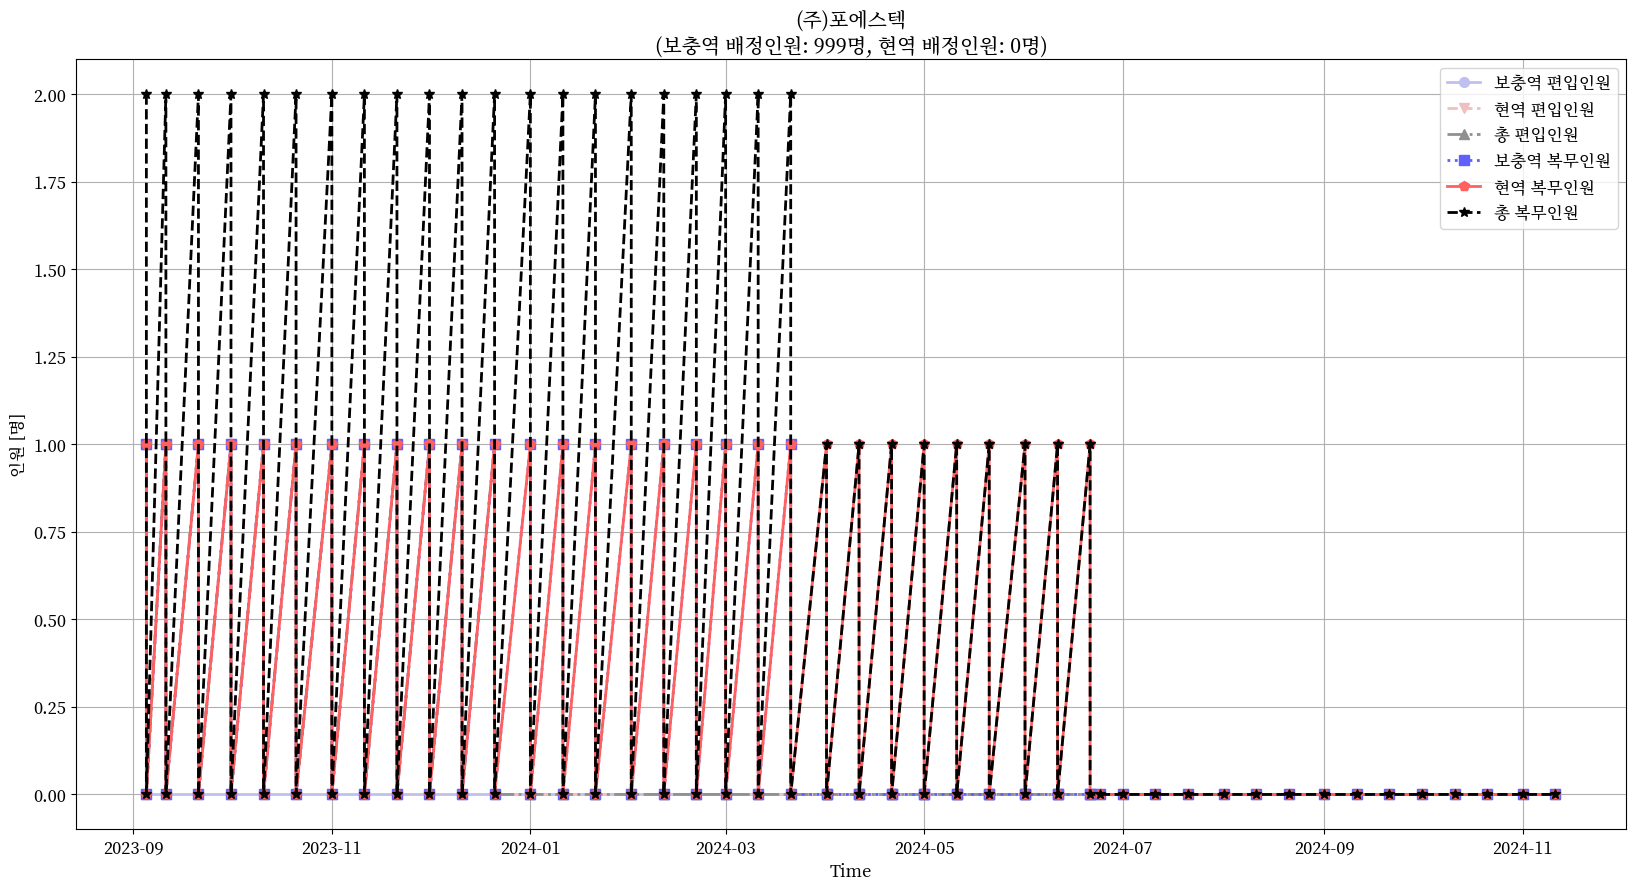 (주)포에스텍
(보충역 배정인원: 999명, 현역 배정인원: 0명)
보충역 편입인원
현역 편입인원
총 편입인원
보충역 복무인원
현역 복무인원
총 복무인원
인원 [명]
2.00
1.75
1.50
1.25
1.00
0.75
0.50
0.25
0.00
2023-09
2023-11
2024-01
2024-03
2024-05
2024-07
2024-09
2024-11
Time